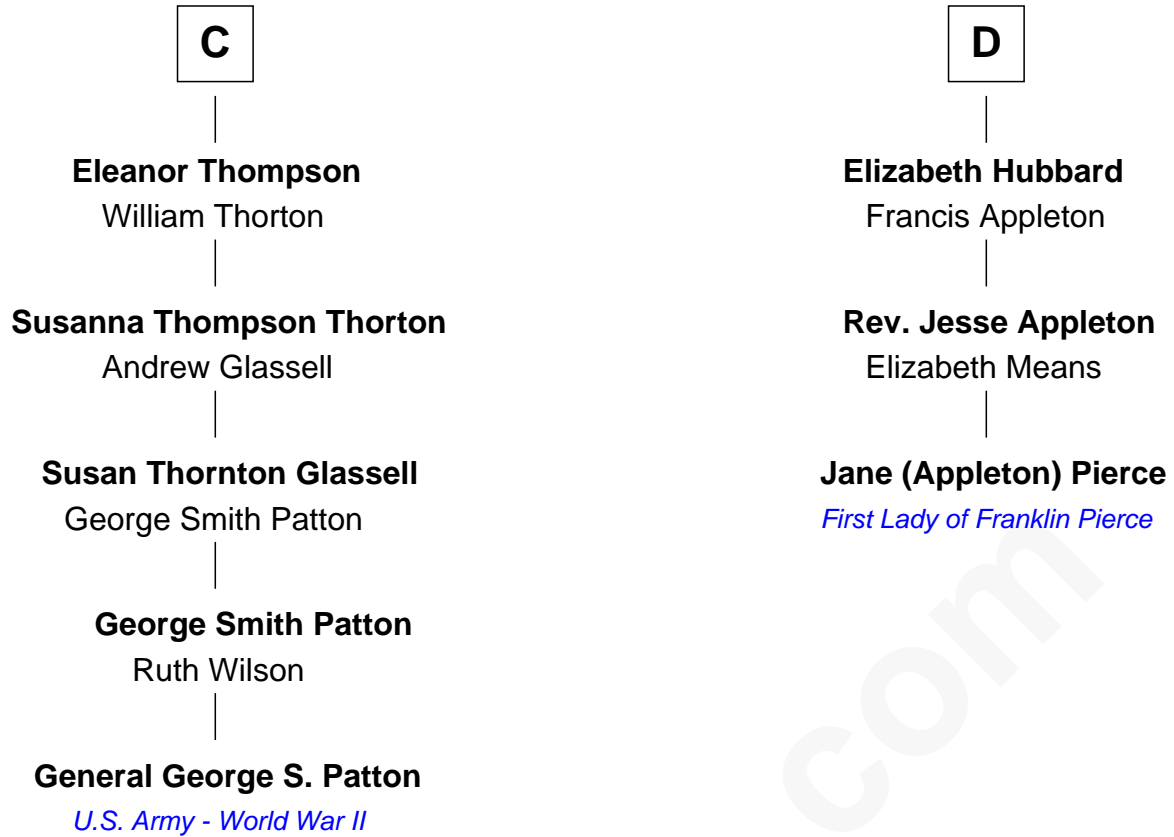 C
Eleanor Thompson
William Thorton
Susanna Thompson Thorton
Andrew Glassell
Susan Thornton Glassell
George Smith Patton
George Smith Patton
Ruth Wilson
General George S. Patton
U.S. Army - World War II
D
Elizabeth Hubbard
Francis Appleton
Rev. Jesse Appleton
Elizabeth Means
Jane (Appleton) Pierce
First Lady of Franklin Pierce
com